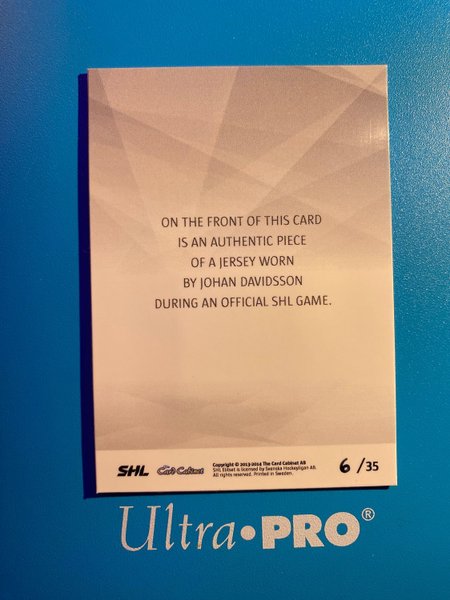 ON THE FRONT OF THIS CARD
IS AN AUTHENTIC PIECE
OF A JERSEY WORN
BY JOHAN DAVIDSSON
DURING AN OFFICIAL SHL GAME.
SHL Card Cabinet
Copyright © 2013-2014 The Card Cabinet AB
SHL Elitset is licensed by Svenska Hockeyligan AB.
All rights reserved. Printed in Sweden.
6 /35
Ultra•PRO®